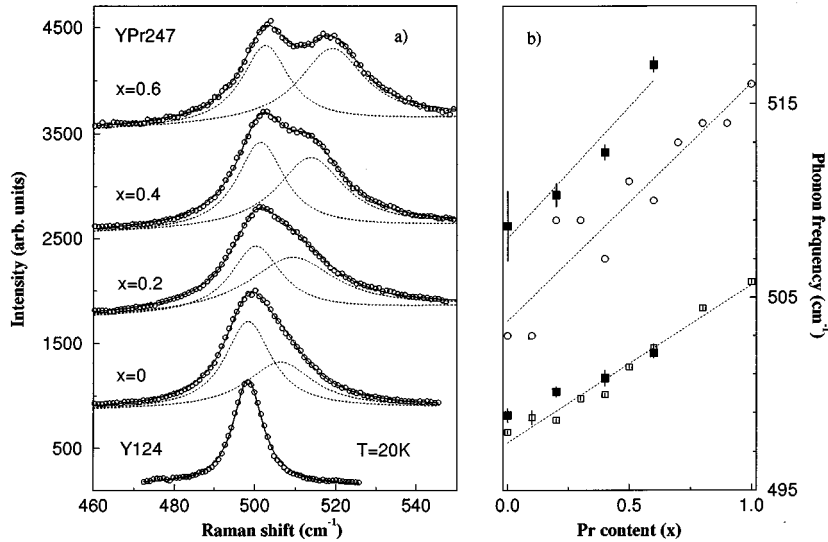 4500
YPr247
a)
x=0.6
3500
x=0.4
2500
x=0.2
1500
x=0
500
Y124
T=20K
460 480 500 520 540
Raman shift (cm-1)
Intensity (arb. units)
b)
515
505
495
0.0 0.5 1.0
Pr content (x)
Phonon frequency (cm-1)